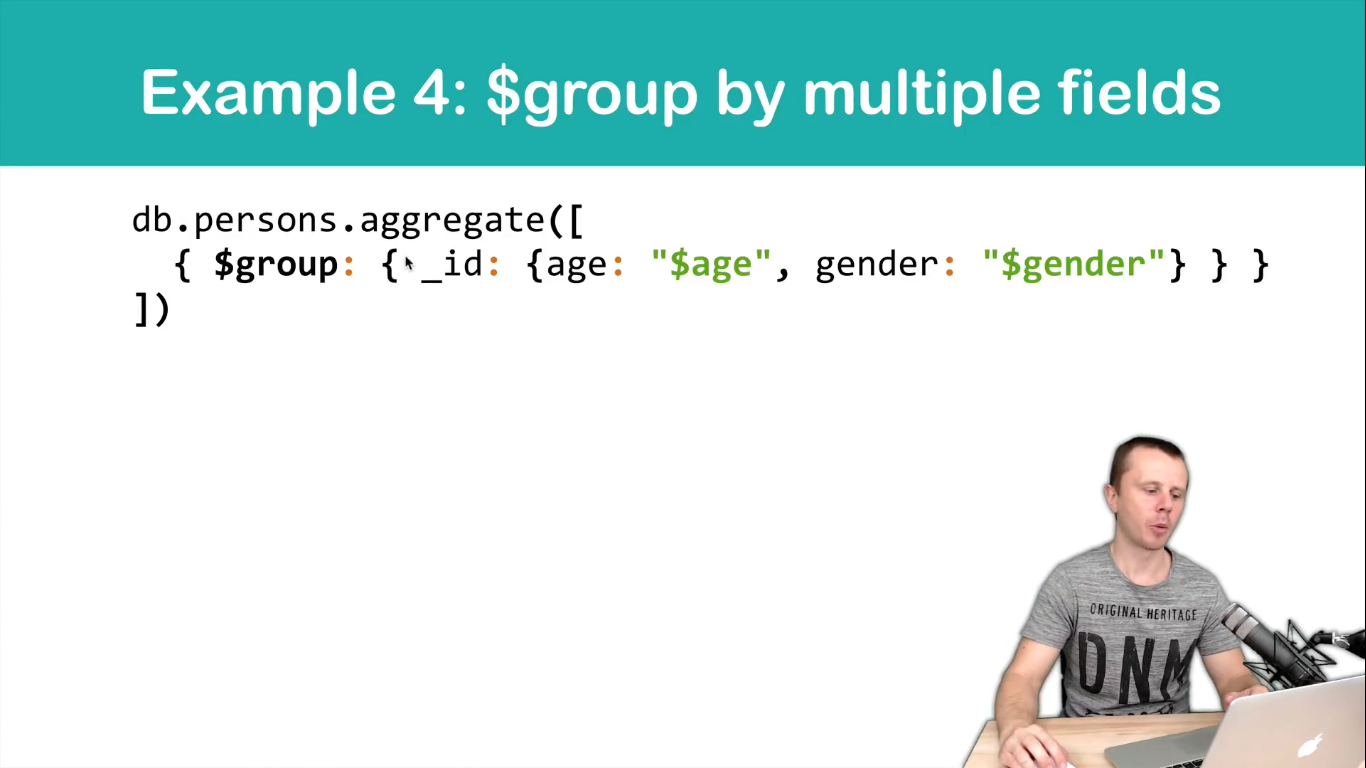 Example 4: $group by multiple fields
db.persons.aggregate([
{ $group: { _id: {age: "$age", gender: "$gender"} } }
])
ORIGINAL HERITAGE
DNM